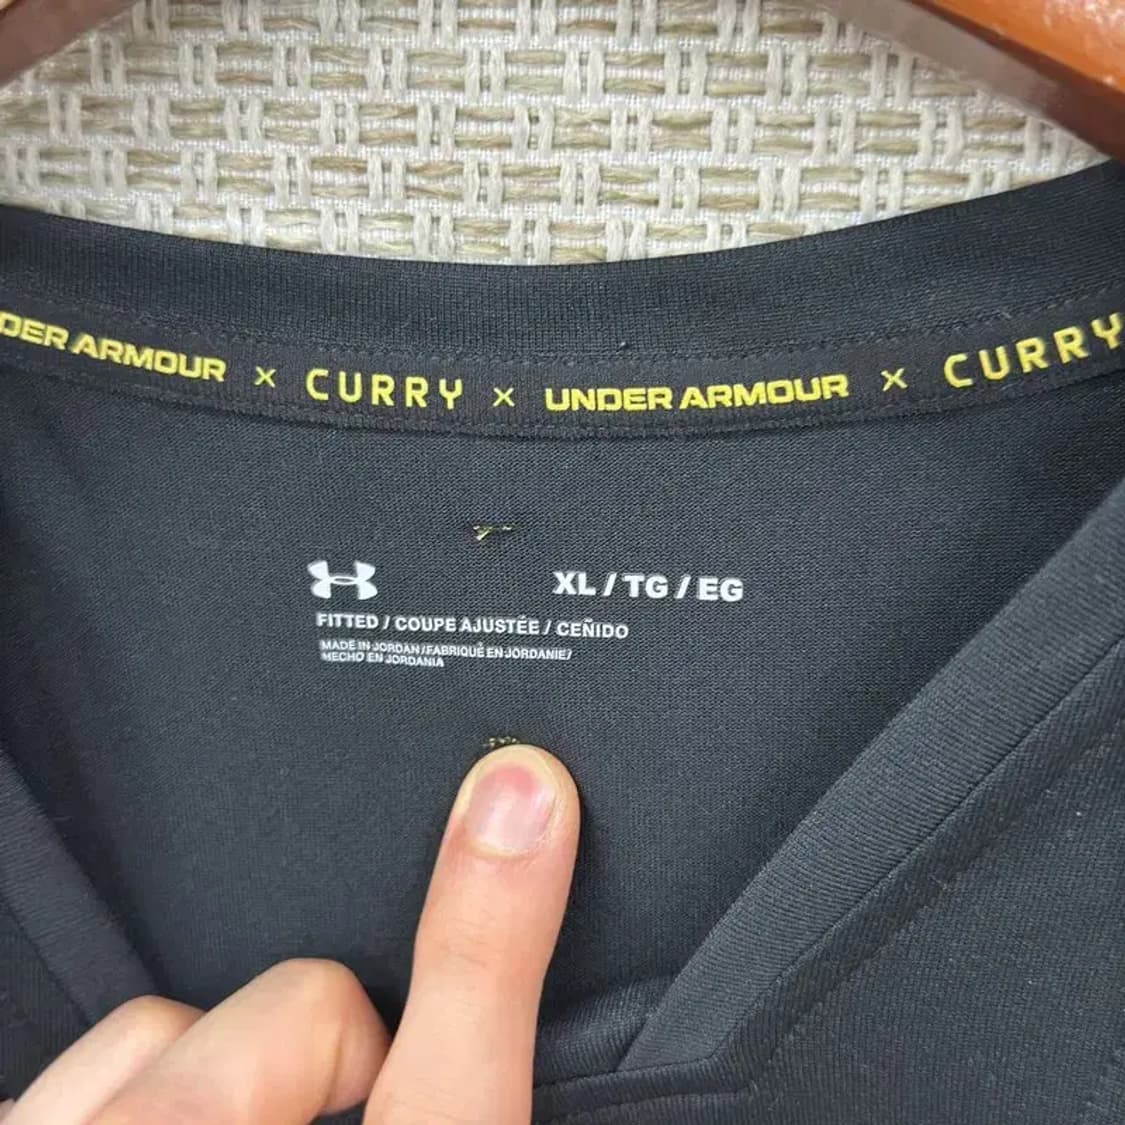 DER ARMOUR × CURRY × UNDER ARMOUR × CURRY
XL / TG / EG
FITTED / COUPE AJUSTÉE / CEÑIDO
MADE IN JORDAN / FABRIQUÉ EN JORDANIE /
HECHO EN JORDANIA